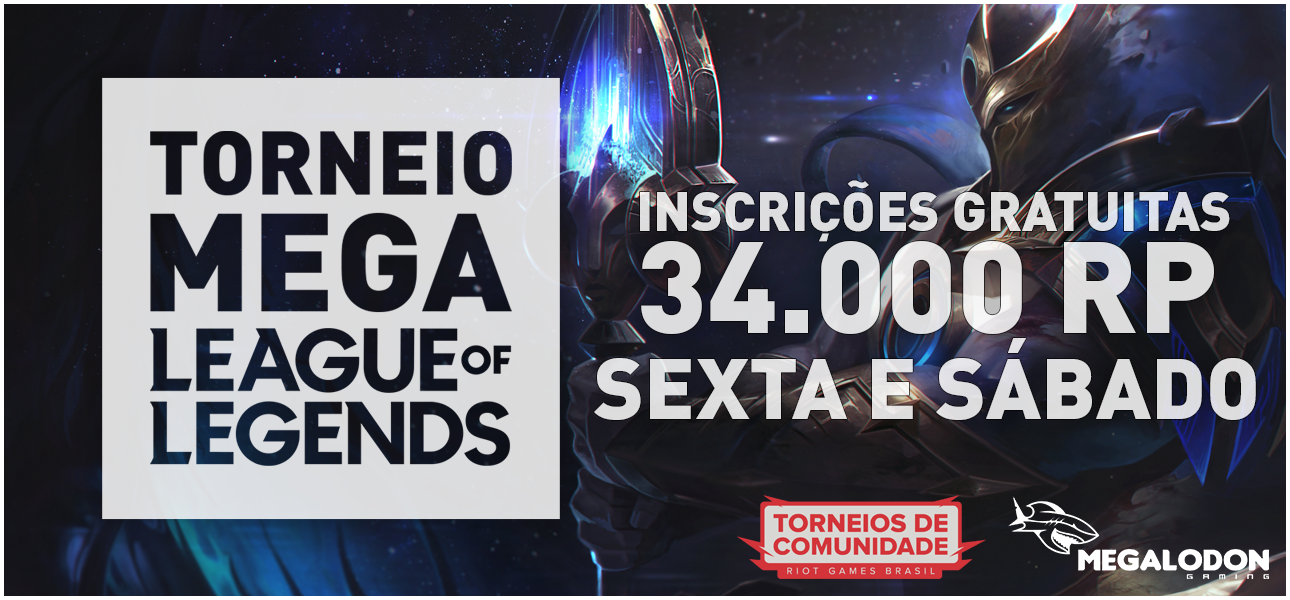 TORNEIO
MEGA
LEAGUE OF
LEGENDS
INSCRIÇÕES GRATUITAS
34.000 RP
SEXTA E SÁBADO
TORNEIOS DE
COMUNIDADE
RIOT GAMES BRASIL
MEGALODON
GAMING